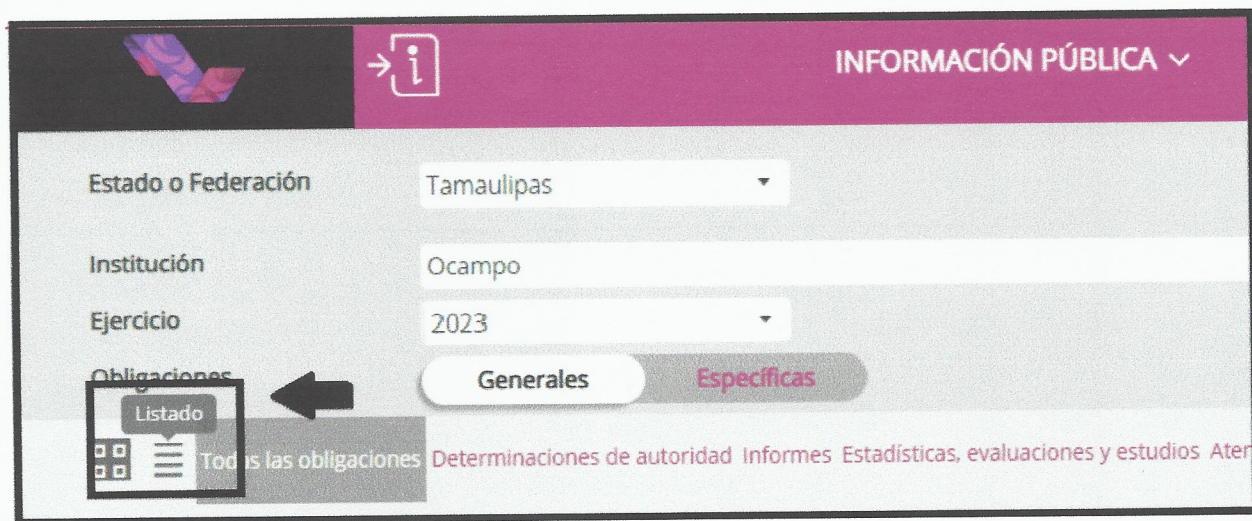 INFORMACIÓN PÚBLICA
Estado o Federación Tamaulipas
Institución Ocampo
Ejercicio 2023
Obligaciones Generales Específicas
Listado
Todas las obligaciones Determinaciones de autoridad Informes Estadísticas, evaluaciones y estudios Aten